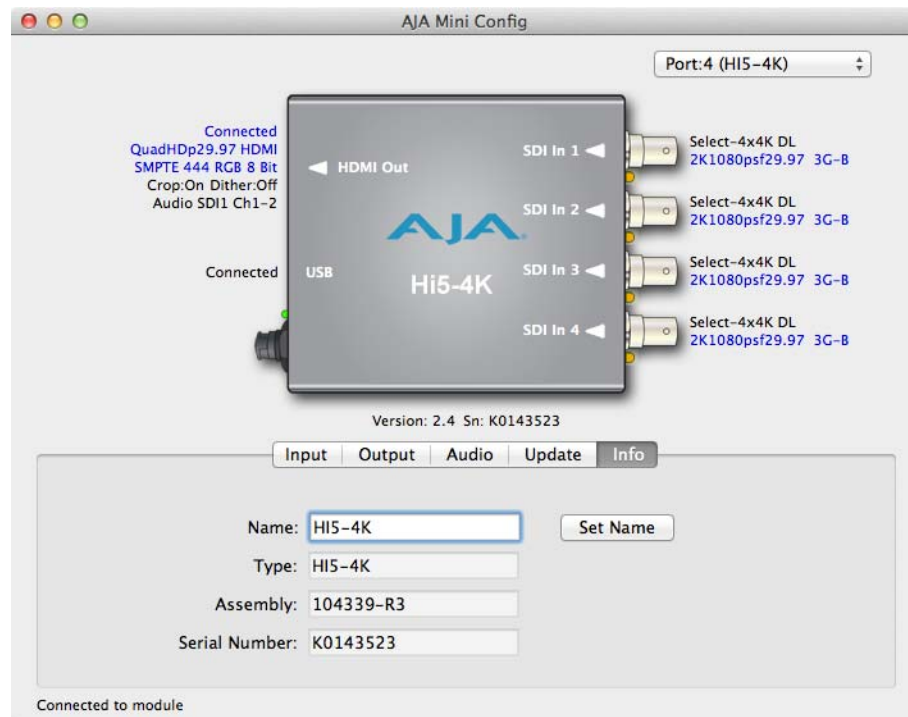 AJA Mini Config
Port:4 (HI5-4K)
Connected
QuadHDp29.97 HDMI
SMPTE 444 RGB 8 Bit
Crop:On Dither:Off
Audio SDI1 Ch1-2
Connected
HDMI Out
USB
AJA
Hi5-4K
SDI In 1
SDI In 2
SDI In 3
SDI In 4
Select-4x4K DL
2K1080psf29.97 3G-B
Select-4x4K DL
2K1080psf29.97 3G-B
Select-4x4K DL
2K1080psf29.97 3G-B
Select-4x4K DL
2K1080psf29.97 3G-B
Version: 2.4 Sn: K0143523
Input Output Audio Update Info
Name: HI5-4K Set Name
Type: HI5-4K
Assembly: 104339-R3
Serial Number: K0143523
Connected to module